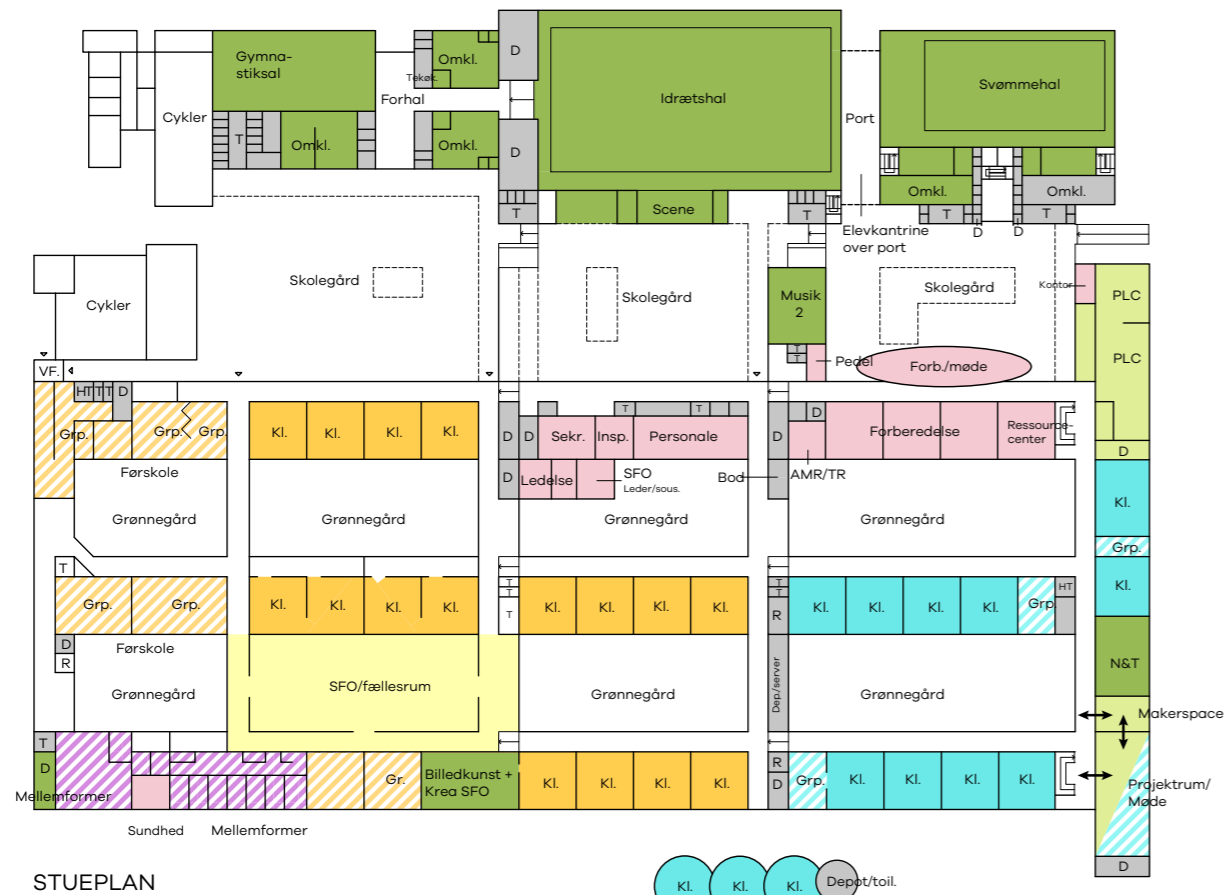 Gymna-
stiksal
Cykler
T
Omkl.
Forhal
Tekøk.
Omkl.
Omkl.
D
D
T
Idrætshal
Scene
T
Port
Elevkantrine
over port
Svømmehal
Omkl.
Omkl.
T
T
D
D
Cykler
Skolegård
Skolegård
Musik
2
T
T
Pedel
Skolegård
Forb./møde
Kontor
PLC
PLC
VF.
HT
T
T
D
Grp.
Grp.
Grp.
Kl.
Kl.
Kl.
Kl.
D
D
Sekr.
Insp.
T
T
Personale
D
D
Forberedelse
Ressource-
center
D
Førskole
D
Ledelse
SFO
Leder/sous.
Bod
AMR/TR
Grønnegård
Grønnegård
Grønnegård
Grønnegård
Kl.
Grp.
Kl.
T
Grp.
Grp.
Kl.
Kl.
Kl.
Kl.
T
T
T
Kl.
Kl.
Kl.
Kl.
T
T
R
Kl.
Kl.
Kl.
Kl.
Grp.
HT
D
R
Førskole
Grønnegård
SFO/fællesrum
Grønnegård
Dep./server
Grønnegård
N&T
Makerspace
T
D
Mellemformer
Gr.
Billedkunst +
Krea SFO
Kl.
Kl.
Kl.
Kl.
R
D
Grp.
Kl.
Kl.
Kl.
Kl.
Projektrum/
Møde
Sundhed
Mellemformer
D
STUEPLAN
Kl.
Kl.
Kl.
Depot/toil.